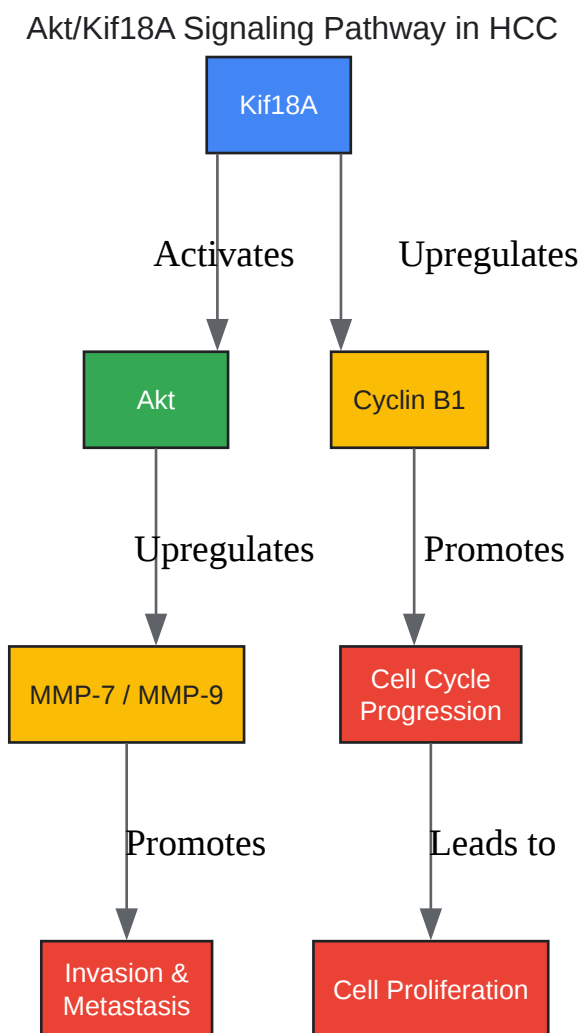 Akt/Kif18A Signaling Pathway in HCC
Kif18A
Activates
Upregulates
Akt
Cyclin B1
Upregulates
Promotes
MMP-7 / MMP-9
Cell Cycle
Progression
Promotes
Leads to
Invasion &
Metastasis
Cell Proliferation